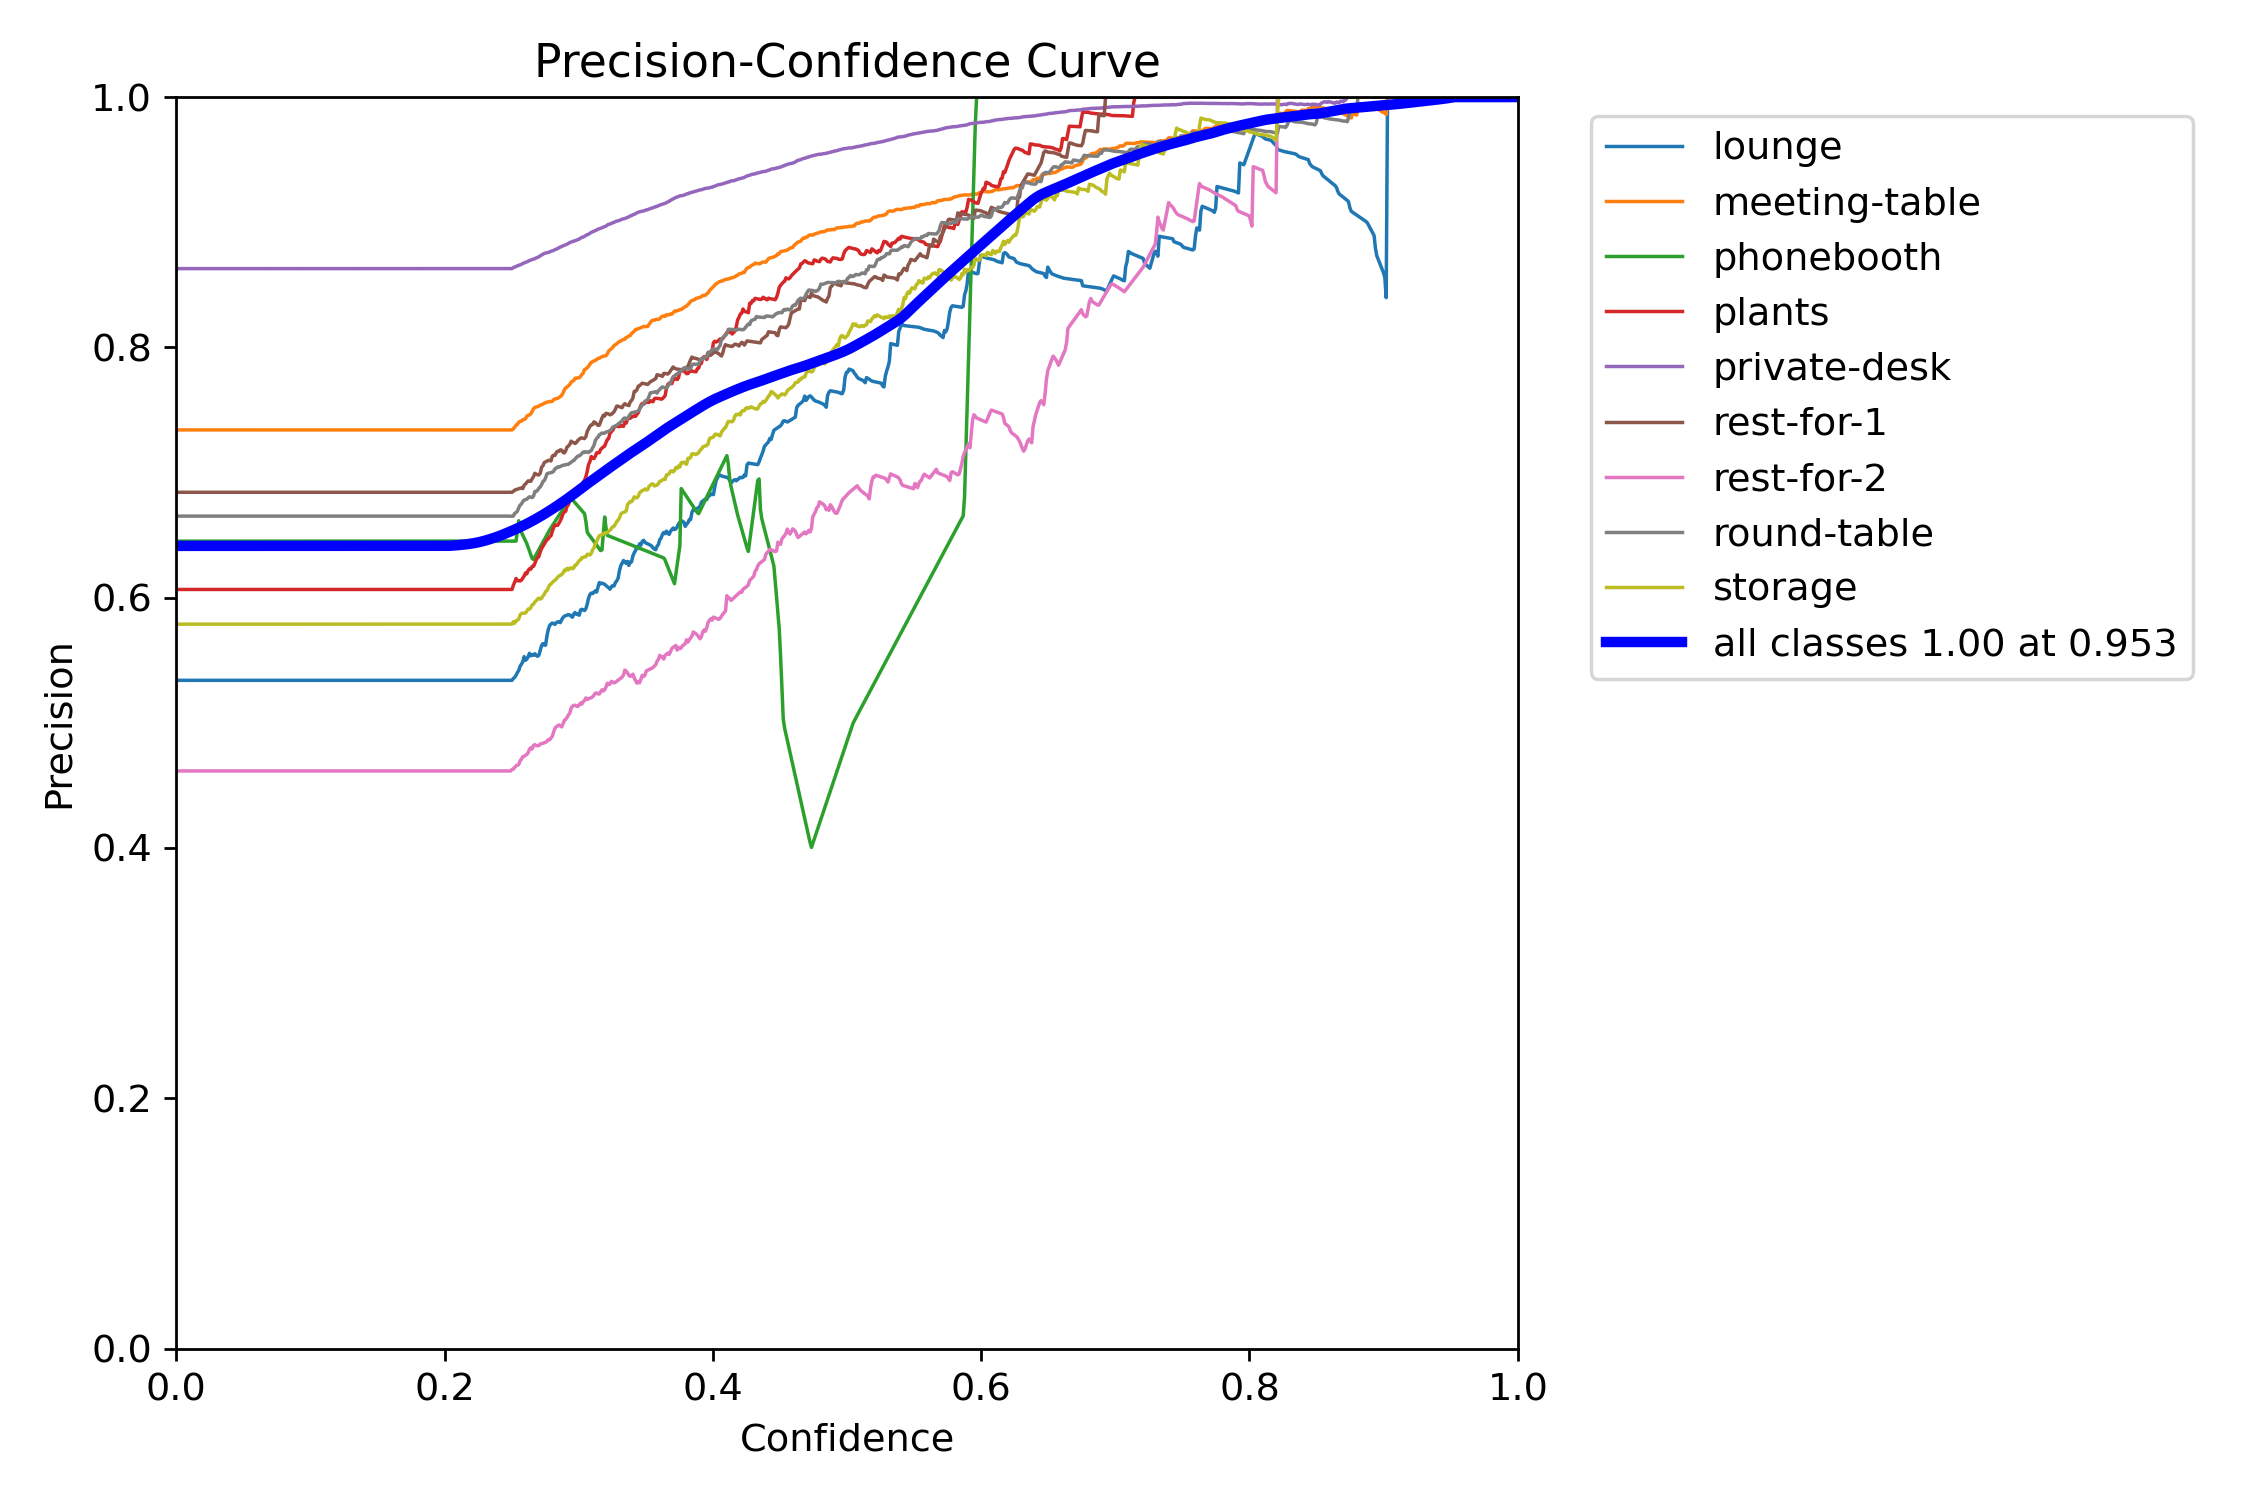 Precision-Confidence Curve
1.0
0.8
0.6
0.4
0.2
0.0
Precision
0.0 0.2 0.4 0.6 0.8 1.0
Confidence
lounge
meeting-table
phonebooth
plants
private-desk
rest-for-1
rest-for-2
round-table
storage
all classes 1.00 at 0.953